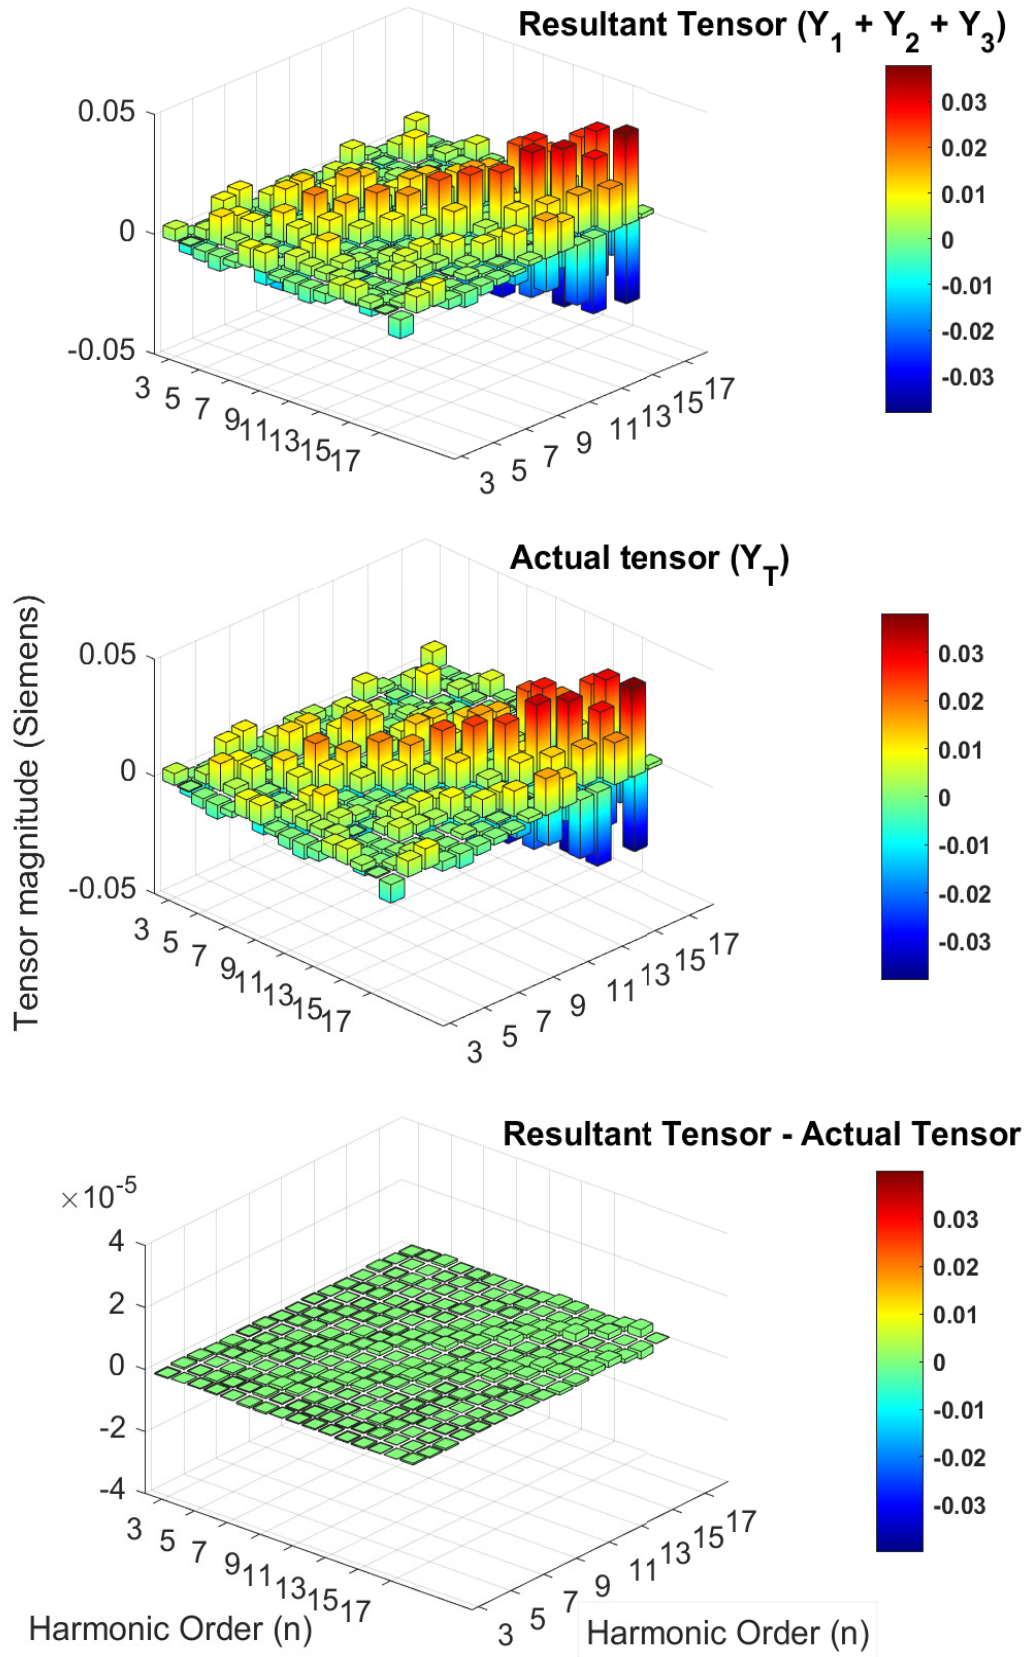 Resultant Tensor (Y1 + Y2 + Y3)
0.05
0
-0.05
3 5 7 9 11 13 15 17
3 5 7 9 11 13 15 17
0.03
0.02
0.01
0
-0.01
-0.02
-0.03
Actual tensor (YT)
Tensor magnitude (Siemens)
0.05
0
-0.05
3 5 7 9 11 13 15 17
3 5 7 9 11 13 15 17
0.03
0.02
0.01
0
-0.01
-0.02
-0.03
Resultant Tensor - Actual Tensor
×10-5
4
2
0
-2
-4
3 5 7 9 11 13 15 17
3 5 7 9 11 13 15 17
0.03
0.02
0.01
0
-0.01
-0.02
-0.03
Harmonic Order (n)
Harmonic Order (n)